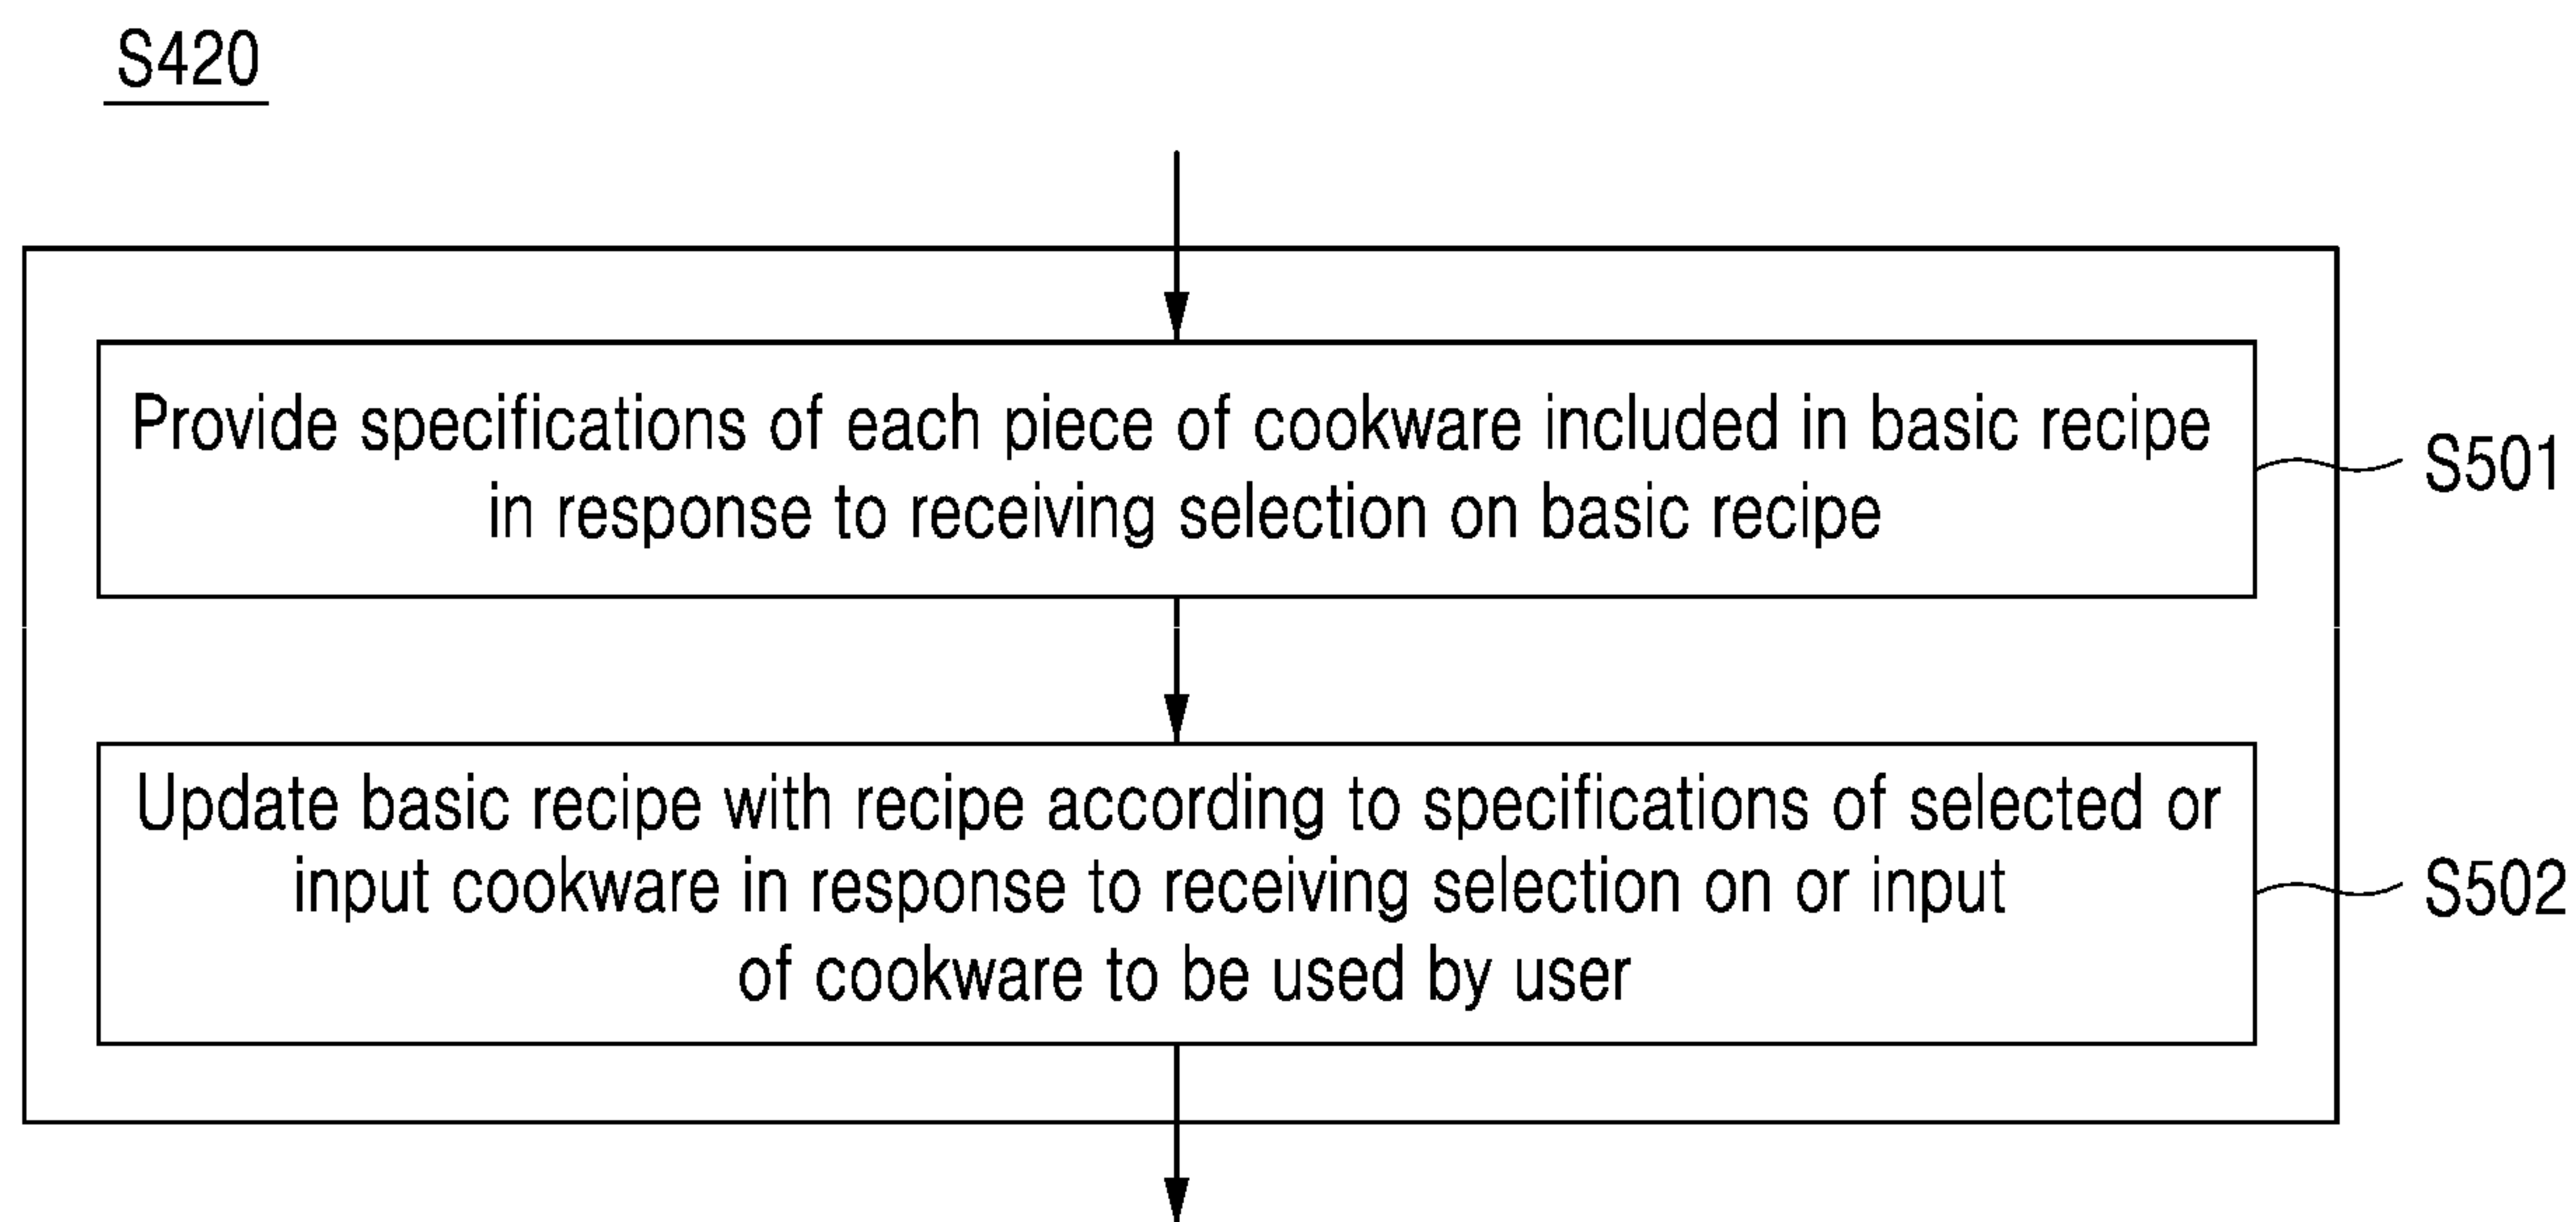 S420
Provide specifications of each piece of cookware included in basic recipe
in response to receiving selection on basic recipe
S501
Update basic recipe with recipe according to specifications of selected or
input cookware in response to receiving selection on or input
of cookware to be used by user
S502